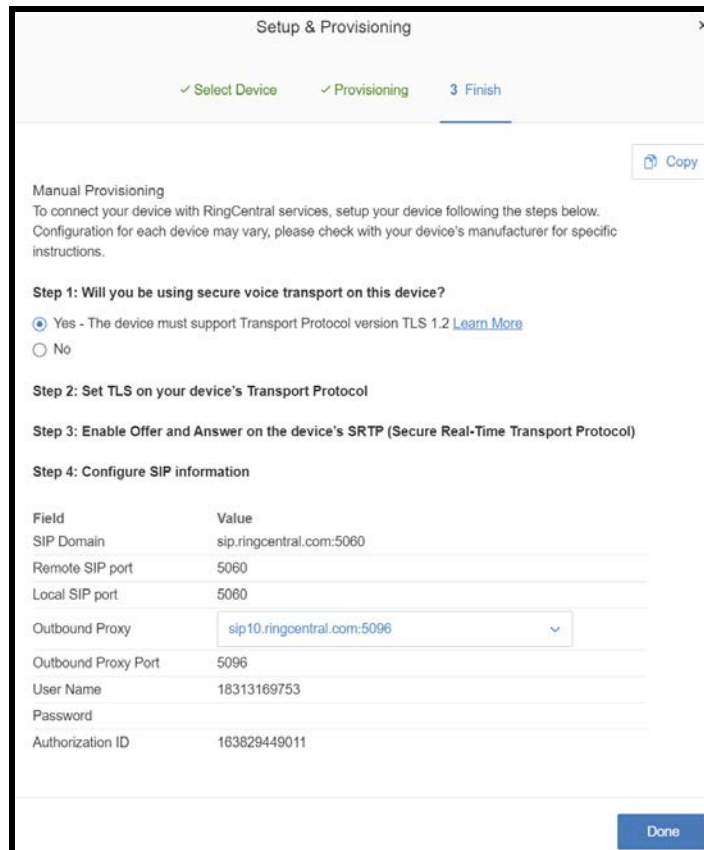 Setup & Provisioning
✓ Select Device ✓ Provisioning 3 Finish
Copy
Manual Provisioning
To connect your device with RingCentral services, setup your device following the steps below.
Configuration for each device may vary, please check with your device's manufacturer for specific
instructions.
Step 1: Will you be using secure voice transport on this device?
Yes - The device must support Transport Protocol version TLS 1.2 Learn More
No
Step 2: Set TLS on your device's Transport Protocol
Step 3: Enable Offer and Answer on the device's SRTP (Secure Real-Time Transport Protocol)
Step 4: Configure SIP information
Field Value
SIP Domain sip.ringcentral.com:5060
Remote SIP port 5060
Local SIP port 5060
Outbound Proxy sip10.ringcentral.com:5096
Outbound Proxy Port 5096
User Name 18313169753
Password
Authorization ID 163829449011
Done